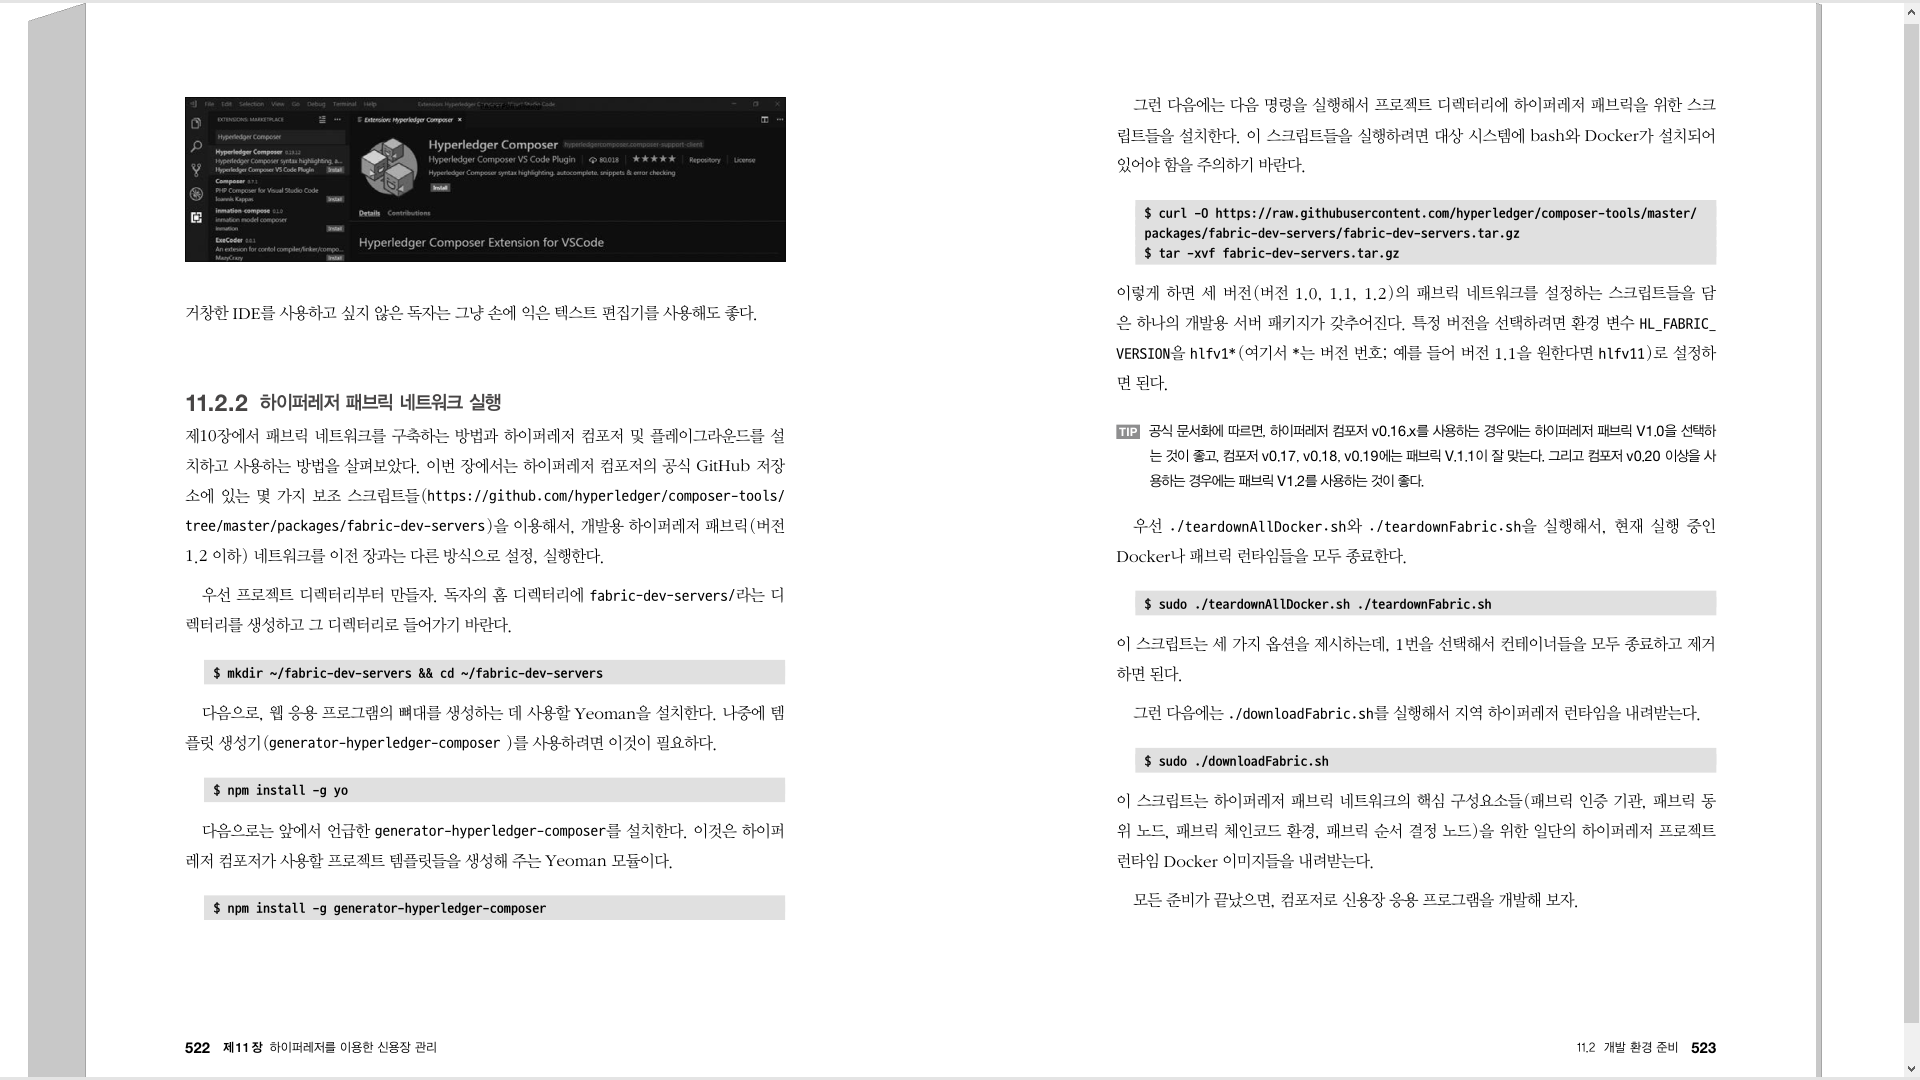 File Edit Selection View Go Debug Terminal Help
EXTENSIONS: MARKETPLACE
Hyperledger Composer
Hyperledger Composer 0.19.12
Hyperledger Composer syntax highlighting, a...
Hyperledger Composer VS Code Plugin Install
Composer 0.7.1
PHP Composer for Visual Studio Code
Ioannis Kappas Install
inmation-compose 0.1.3
inmation model composer
inmation Install
ExeCoder 0.0.1
An extesion for contol compiler/linker/compo...
MazyCrazy Install
Extension: Hyperledger Composer
Hyperledger Composer hyperledgercomposer.composer-support-client
Hyperledger Composer VS Code Plugin 80,018 ★★★★★ Repository License
Hyperledger Composer syntax highlighting, autocomplete, snippets & error checking
Install
Details Contributions
Hyperledger Composer Extension for VSCode
거창한 IDE를 사용하고 싶지 않은 독자는 그냥 손에 익은 텍스트 편집기를 사용해도 좋다.
11.2.2 하이퍼레저 패브릭 네트워크 실행
제10장에서 패브릭 네트워크를 구축하는 방법과 하이퍼레저 컴포저 및 플레이그라운드를 설
치하고 사용하는 방법을 살펴보았다. 이번 장에서는 하이퍼레저 컴포저의 공식 GitHub 저장
소에 있는 몇 가지 보조 스크립트들(https://github.com/hyperledger/composer-tools/
tree/master/packages/fabric-dev-servers)을 이용해서, 개발용 하이퍼레저 패브릭(버전
1.2 이하) 네트워크를 이전 장과는 다른 방식으로 설정, 실행한다.
우선 프로젝트 디렉터리부터 만들자. 독자의 홈 디렉터리에 fabric-dev-servers/라는 디
렉터리를 생성하고 그 디렉터리로 들어가기 바란다.
$ mkdir ~/fabric-dev-servers && cd ~/fabric-dev-servers
다음으로, 웹 응용 프로그램의 뼈대를 생성하는 데 사용할 Yeoman을 설치한다. 나중에 템
플릿 생성기(generator-hyperledger-composer )를 사용하려면 이것이 필요하다.
$ npm install -g yo
다음으로는 앞에서 언급한 generator-hyperledger-composer를 설치한다. 이것은 하이퍼
레저 컴포저가 사용할 프로젝트 템플릿들을 생성해 주는 Yeoman 모듈이다.
$ npm install -g generator-hyperledger-composer
522 제11장 하이퍼레저를 이용한 신용장 관리
그런 다음에는 다음 명령을 실행해서 프로젝트 디렉터리에 하이퍼레저 패브릭을 위한 스크
립트들을 설치한다. 이 스크립트들을 실행하려면 대상 시스템에 bash와 Docker가 설치되어
있어야 함을 주의하기 바란다.
$ curl -O https://raw.githubusercontent.com/hyperledger/composer-tools/master/
packages/fabric-dev-servers/fabric-dev-servers.tar.gz
$ tar -xvf fabric-dev-servers.tar.gz
이렇게 하면 세 버전(버전 1.0, 1.1, 1.2)의 패브릭 네트워크를 설정하는 스크립트들을 담
은 하나의 개발용 서버 패키지가 갖추어진다. 특정 버전을 선택하려면 환경 변수 HL_FABRIC_
VERSION을 hlfv1*(여기서 *는 버전 번호; 예를 들어 버전 1.1을 원한다면 hlfv11)로 설정하
면 된다.
TIP 공식 문서화에 따르면, 하이퍼레저 컴포저 v0.16.x를 사용하는 경우에는 하이퍼레저 패브릭 V1.0을 선택하
는 것이 좋고, 컴포저 v0.17, v0.18, v0.19에는 패브릭 V.1.1이 잘 맞는다. 그리고 컴포저 v0.20 이상을 사
용하는 경우에는 패브릭 V1.2를 사용하는 것이 좋다.
우선 ./teardownAllDocker.sh와 ./teardownFabric.sh을 실행해서, 현재 실행 중인
Docker나 패브릭 런타임들을 모두 종료한다.
$ sudo ./teardownAllDocker.sh ./teardownFabric.sh
이 스크립트는 세 가지 옵션을 제시하는데, 1번을 선택해서 컨테이너들을 모두 종료하고 제거
하면 된다.
그런 다음에는 ./downloadFabric.sh를 실행해서 지역 하이퍼레저 런타임을 내려받는다.
$ sudo ./downloadFabric.sh
이 스크립트는 하이퍼레저 패브릭 네트워크의 핵심 구성요소들(패브릭 인증 기관, 패브릭 동
위 노드, 패브릭 체인코드 환경, 패브릭 순서 결정 노드)을 위한 일단의 하이퍼레저 프로젝트
런타임 Docker 이미지들을 내려받는다.
모든 준비가 끝났으면, 컴포저로 신용장 응용 프로그램을 개발해 보자.
11.2 개발 환경 준비 523